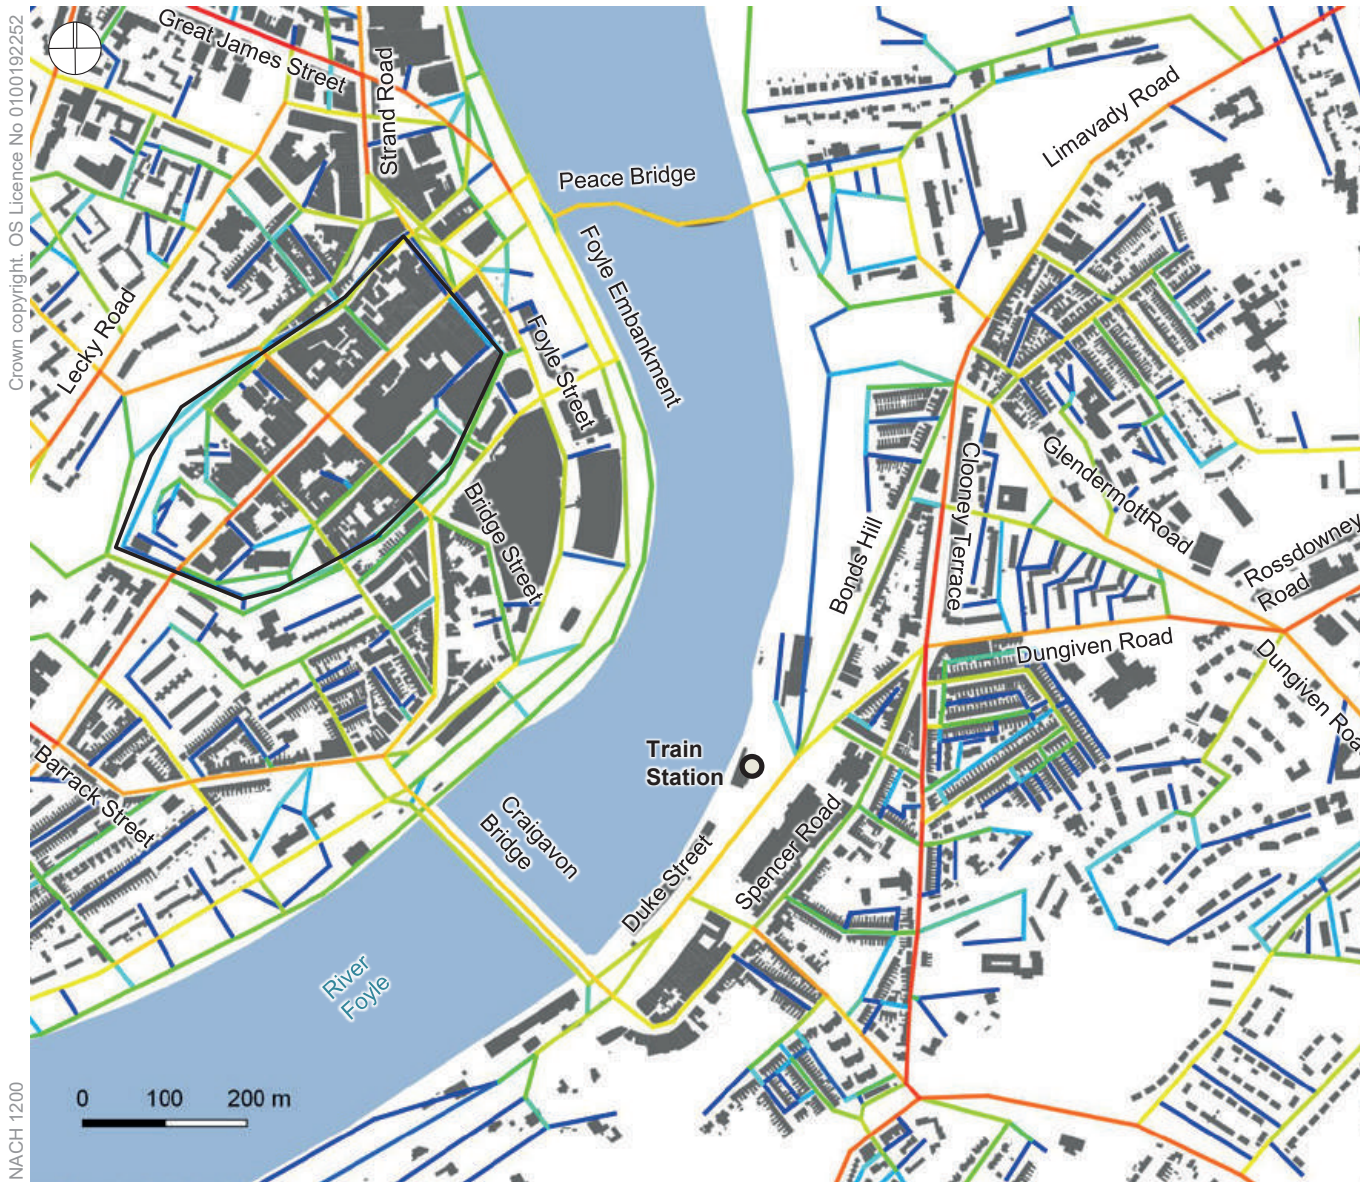 Crown copyright. OS Licence No 0100192252
NACH 1200
Great James Street
Strand Road
Peace Bridge
Limavady Road
Foyle Embankment
Lecky Road
Foyle Street
Clooney Terrace
Glendermott Road
Bridge Street
Bonds Hill
Rossdowney
Road
Dungiven Road
Dungiven Road
Train
Station
Barrack Street
Craigavon
Bridge
Duke Street
Spencer Road
River
Foyle
0 100 200 m